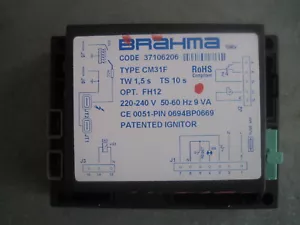 BRAHMA
CODE 37106206
TYPE CM31F
RoHS
Compliant
TW 1,5 s TS 10 s
OPT. FH12
220-240 V 50-60 Hz 9 VA
CE 0051-PIN 0694BP0669
PATENTED IGNITOR